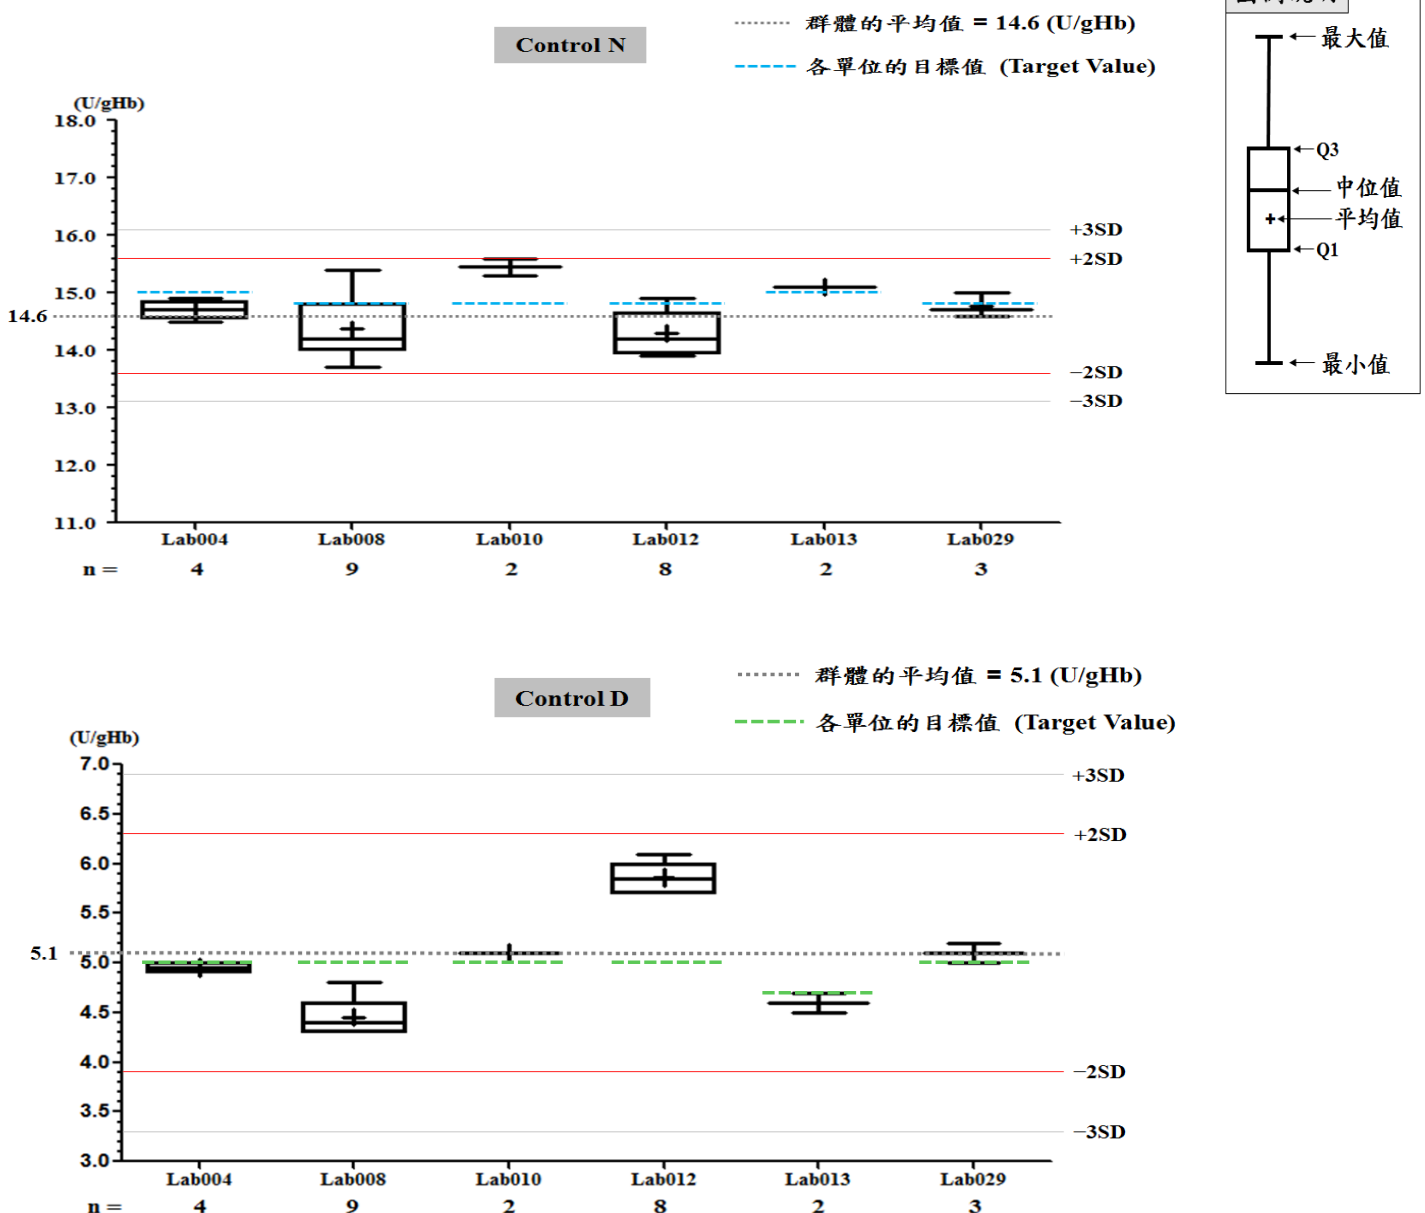 Control N
群體的平均值 = 14.6 (U/gHb)
各單位的目標值 (Target Value)
(U/gHb)
18.0
17.0
16.0
15.0
14.6
14.0
13.0
12.0
11.0
+3SD
+2SD
−2SD
−3SD
Lab004 Lab008 Lab010 Lab012 Lab013 Lab029
n = 4 9 2 8 2 3
最大值
Q3
中位值
平均值
Q1
最小值
Control D
群體的平均值 = 5.1 (U/gHb)
各單位的目標值 (Target Value)
(U/gHb)
7.0
6.5
6.0
5.5
5.1
5.0
4.5
4.0
3.5
3.0
+3SD
+2SD
−2SD
−3SD
Lab004 Lab008 Lab010 Lab012 Lab013 Lab029
n = 4 9 2 8 2 3